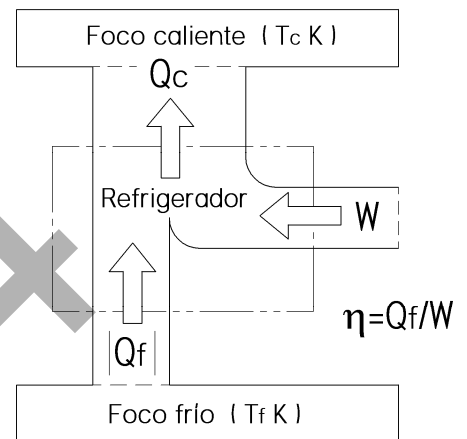 Foco caliente ( Tc K )
Qc
Refrigerador
W
η=Qf/W
|Qf|
Foco frío ( Tf K )